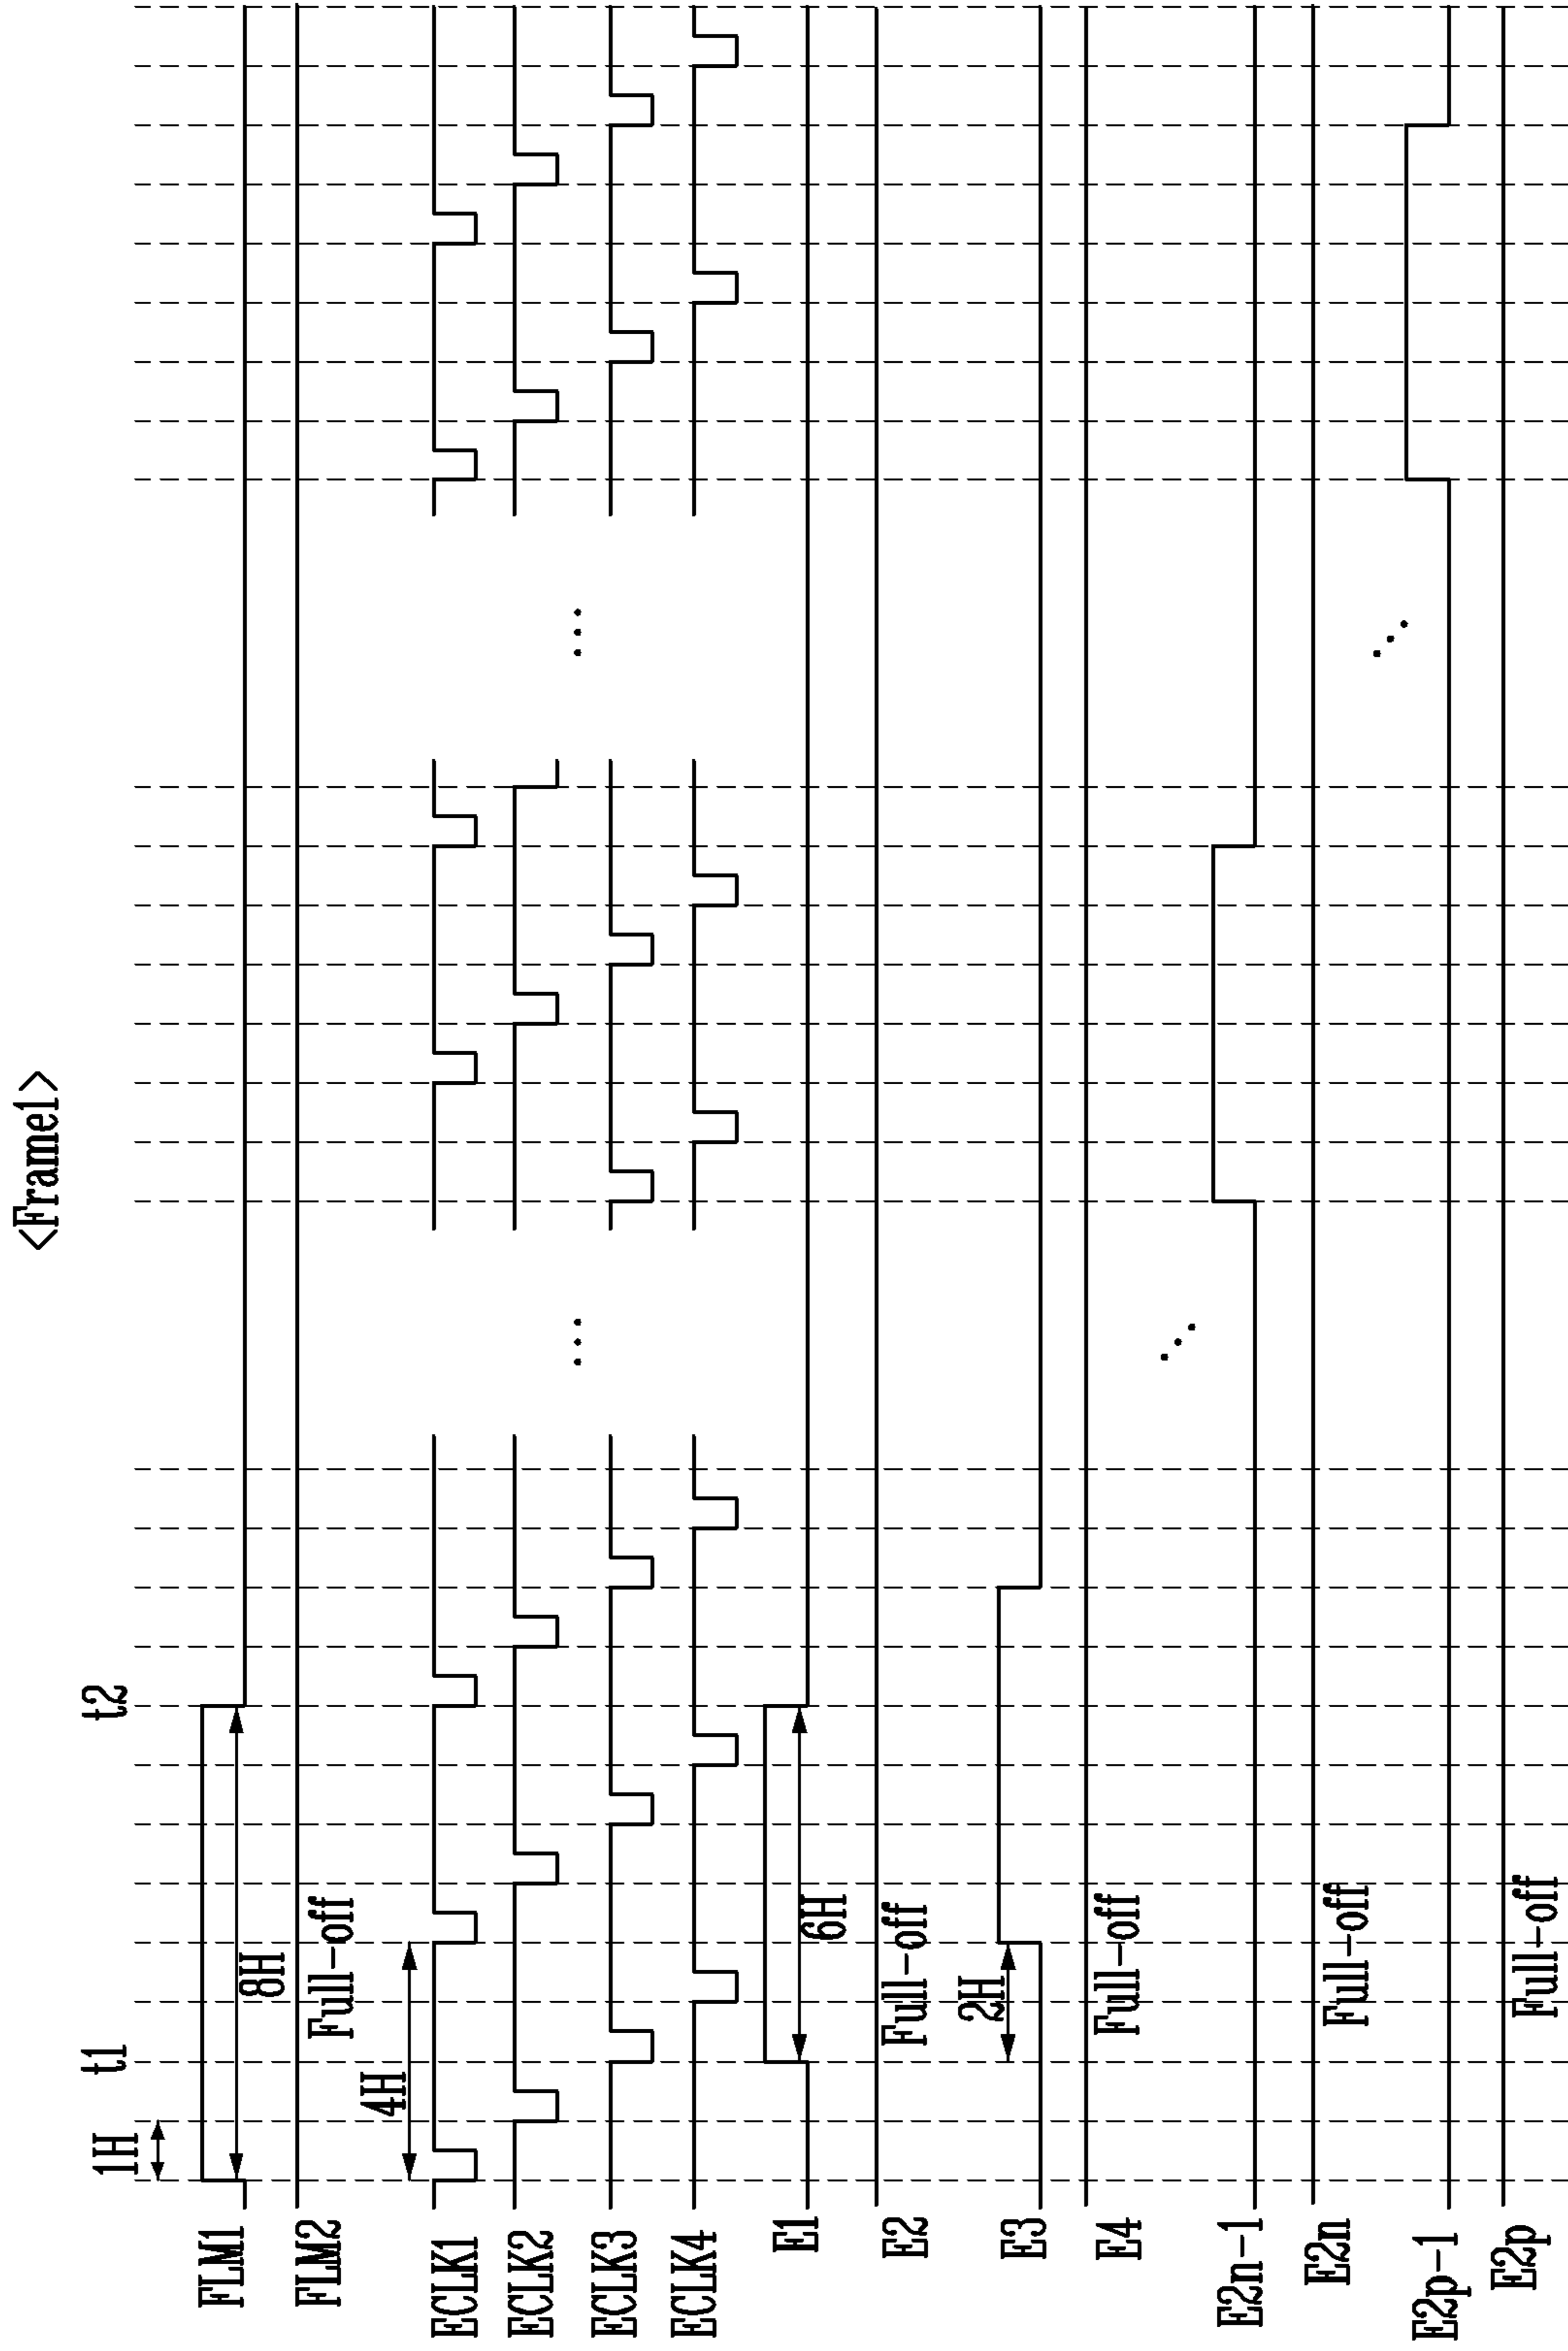 <Frame1>
t1
t2
1H
FLM1
8H
FLM2
Full-off
4H
ECLK1
ECLK2
ECLK3
ECLK4
E1
6H
E2
Full-off
2H
E3
E4
Full-off
E2n-1
E2n
Full-off
E2p-1
E2p
Full-off